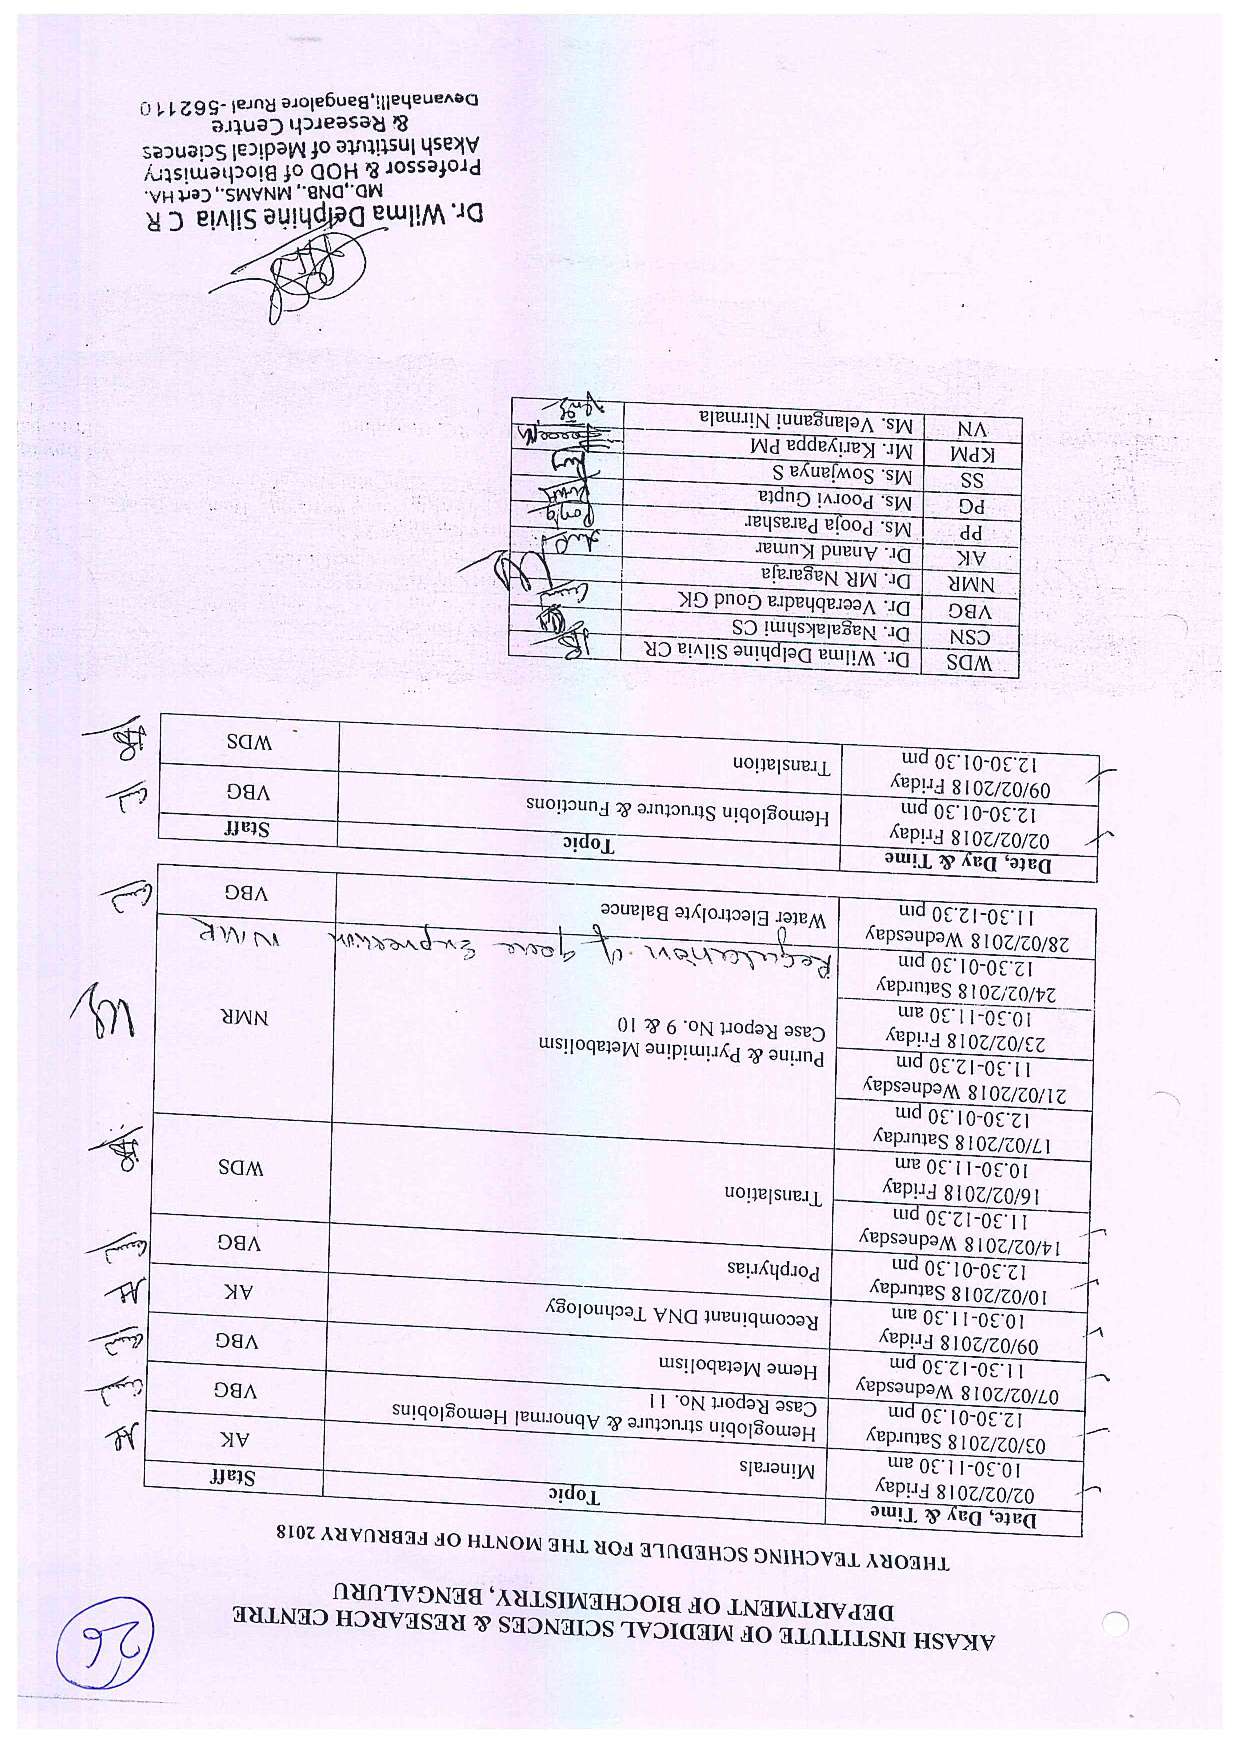 26
AKASH INSTITUTE OF MEDICAL SCIENCES & RESEARCH CENTRE
DEPARTMENT OF BIOCHEMISTRY, BENGALURU
THEORY TEACHING SCHEDULE FOR THE MONTH OF FEBRUARY 2018
Date, Day & Time Topic Staff
02/02/2018 Friday
10.30-11.30 am
Minerals AK
03/02/2018 Saturday
12.30-01.30 pm
Hemoglobin structure & Abnormal Hemoglobins
Case Report No. 11
VBG
07/02/2018 Wednesday
11.30-12.30 pm
Heme Metabolism VBG
09/02/2018 Friday
10.30-11.30 am
Recombinant DNA Technology AK
10/02/2018 Saturday
12.30-01.30 pm
Porphyrias VBG
14/02/2018 Wednesday
11.30-12.30 pm
16/02/2018 Friday
10.30-11.30 am
Translation WDS
17/02/2018 Saturday
12.30-01.30 pm
21/02/2018 Wednesday
11.30-12.30 pm
23/02/2018 Friday
10.30-11.30 am
Purine & Pyrimidine Metabolism
Case Report No. 9 & 10
NMR
24/02/2018 Saturday
12.30-01.30 pm
Regulation of gene Expression NMR
28/02/2018 Wednesday
11.30-12.30 pm
Water Electrolyte Balance VBG
Date, Day & Time Topic Staff
02/02/2018 Friday
12.30-01.30 pm
Hemoglobin Structure & Functions VBG
09/02/2018 Friday
12.30-01.30 pm
Translation WDS
WDS Dr. Wilma Delphine Silvia CR
CSN Dr. Nagalakshmi CS
VBG Dr. Veerabhadra Goud GK
NMR Dr. MR Nagaraja
AK Dr. Anand Kumar
PP Ms. Pooja Parashar
PG Ms. Poorvi Gupta
SS Ms. Sowjanya S
KPM Mr. Kariyappa PM
VN Ms. Velanganni Nirmala
Dr. Wilma Delphine Silvia C R
MD.,DNB., MNAMS., Cert HA.
Professor & HOD of Biochemistry
Akash Institute of Medical Sciences
& Research Centre
Devanahalli,Bangalore Rural -562110